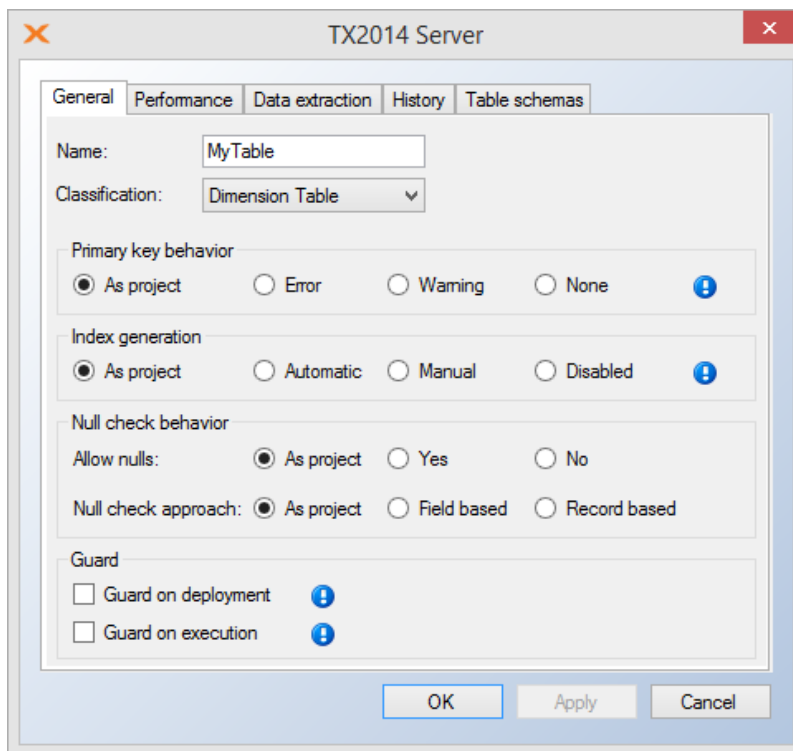 TX2014 Server
General Performance Data extraction History Table schemas
Name: MyTable
Classification: Dimension Table
Primary key behavior
As project Error Warning None
Index generation
As project Automatic Manual Disabled
Null check behavior
Allow nulls: As project Yes No
Null check approach: As project Field based Record based
Guard
Guard on deployment
Guard on execution
OK Apply Cancel